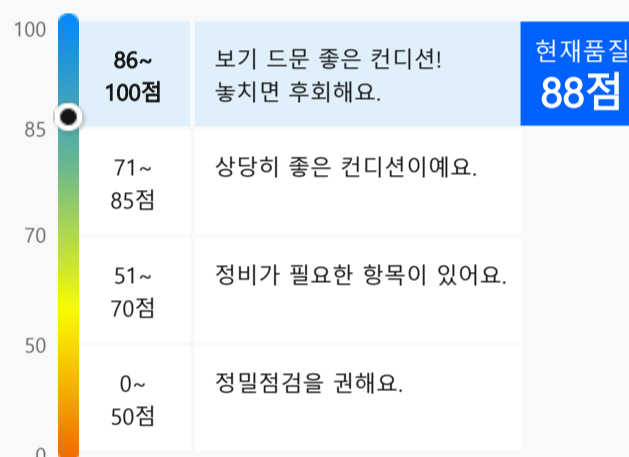 100
86~
100점
보기 드문 좋은 컨디션!
놓치면 후회해요.
현재품질
88점
85
71~
85점
상당히 좋은 컨디션이예요.
70
51~
70점
정비가 필요한 항목이 있어요.
50
0~
50점
정밀점검을 권해요.
0